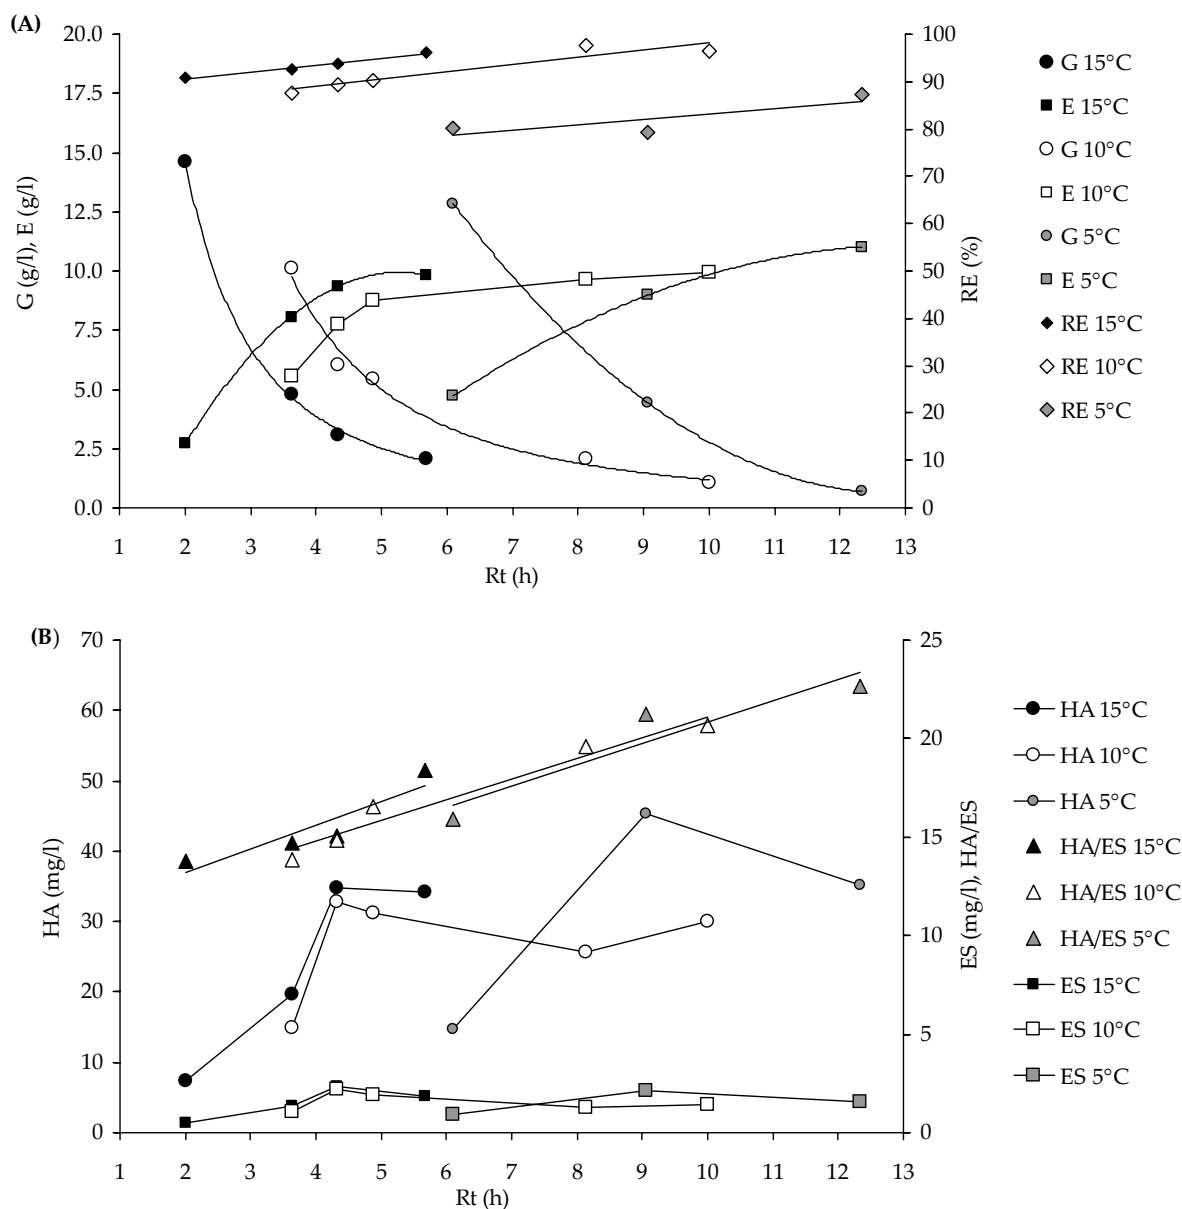 (A)
G (g/l), E (g/l)
20.0
17.5
15.0
12.5
10.0
7.5
5.0
2.5
0.0
1 2 3 4 5 6 7 8 9 10 11 12 13
Rt (h)
100
90
80
70
60
50
40
30
20
10
0
RE (%)
G 15°C
E 15°C
G 10°C
E 10°C
G 5°C
E 5°C
RE 15°C
RE 10°C
RE 5°C
(B)
HA (mg/l)
70
60
50
40
30
20
10
0
1 2 3 4 5 6 7 8 9 10 11 12 13
Rt (h)
25
20
15
10
5
0
ES (mg/l), HA/ES
HA 15°C
HA 10°C
HA 5°C
HA/ES 15°C
HA/ES 10°C
HA/ES 5°C
ES 15°C
ES 10°C
ES 5°C